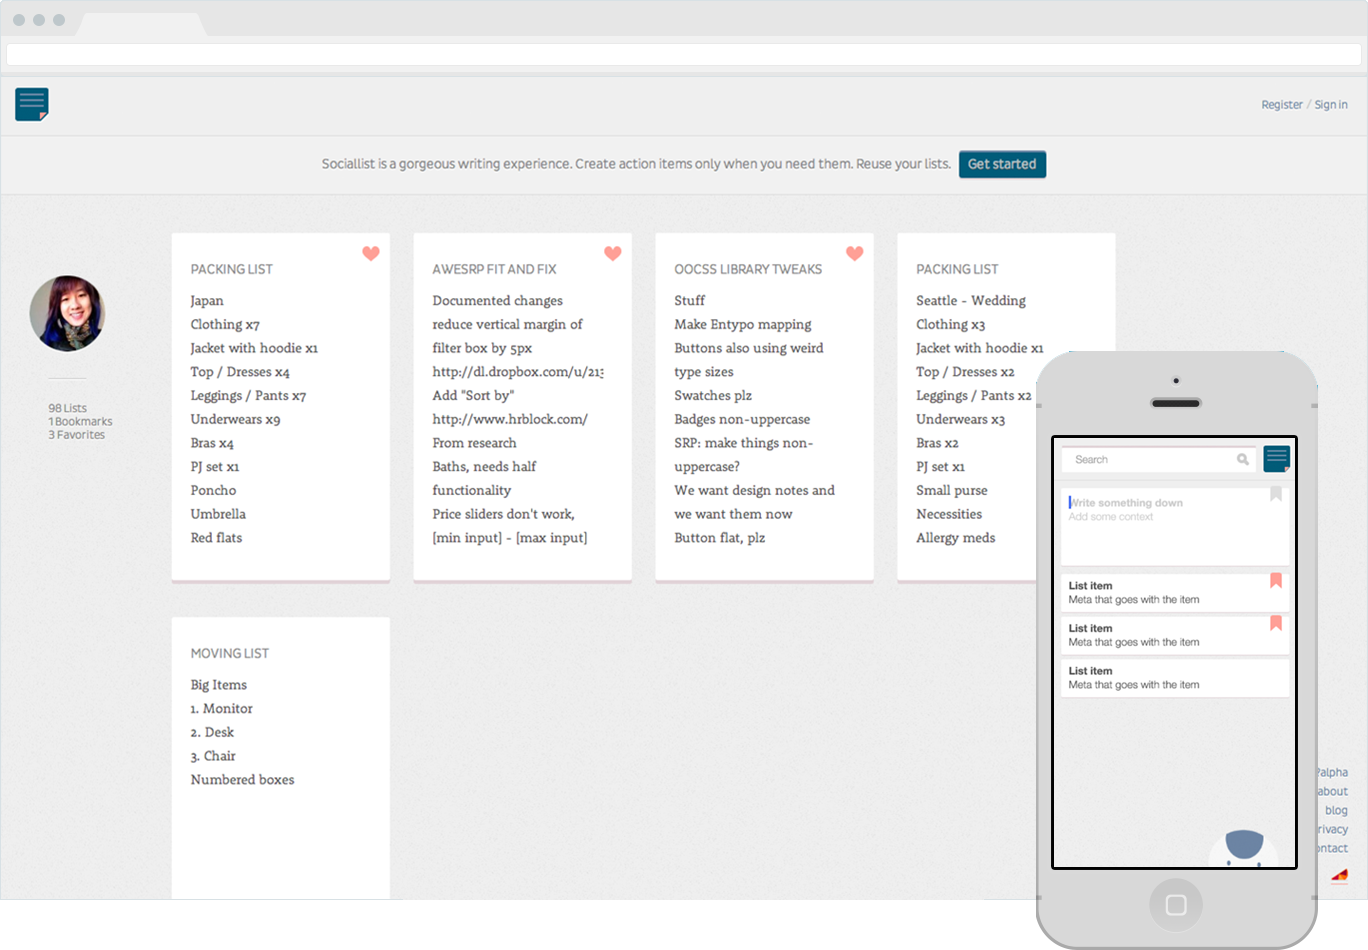 Register / Sign in
Sociallist is a gorgeous writing experience. Create action items only when you need them. Reuse your lists. Get started
98 Lists
1 Bookmarks
3 Favorites
PACKING LIST
Japan
Clothing x7
Jacket with hoodie x1
Top / Dresses x4
Leggings / Pants x7
Underwears x9
Bras x4
PJ set x1
Poncho
Umbrella
Red flats
AWESRP FIT AND FIX
Documented changes
reduce vertical margin of
filter box by 5px
http://dl.dropbox.com/u/213
Add "Sort by"
http://www.hrblock.com/
From research
Baths, needs half
functionality
Price sliders don't work,
[min input] - [max input]
OOCSS LIBRARY TWEAKS
Stuff
Make Entypo mapping
Buttons also using weird
type sizes
Swatches plz
Badges non-uppercase
SRP: make things non-
uppercase?
We want design notes and
we want them now
Button flat, plz
PACKING LIST
Seattle - Wedding
Clothing x3
Jacket with hoodie x1
Top / Dresses x2
Leggings / Pants x2
Underwears x3
Bras x2
PJ set x1
Small purse
Necessities
Allergy meds
MOVING LIST
Big Items
1. Monitor
2. Desk
3. Chair
Numbered boxes
Search
Write something down
Add some context
List item
Meta that goes with the item
List item
Meta that goes with the item
List item
Meta that goes with the item
alpha
about
blog
rivacy
ontact